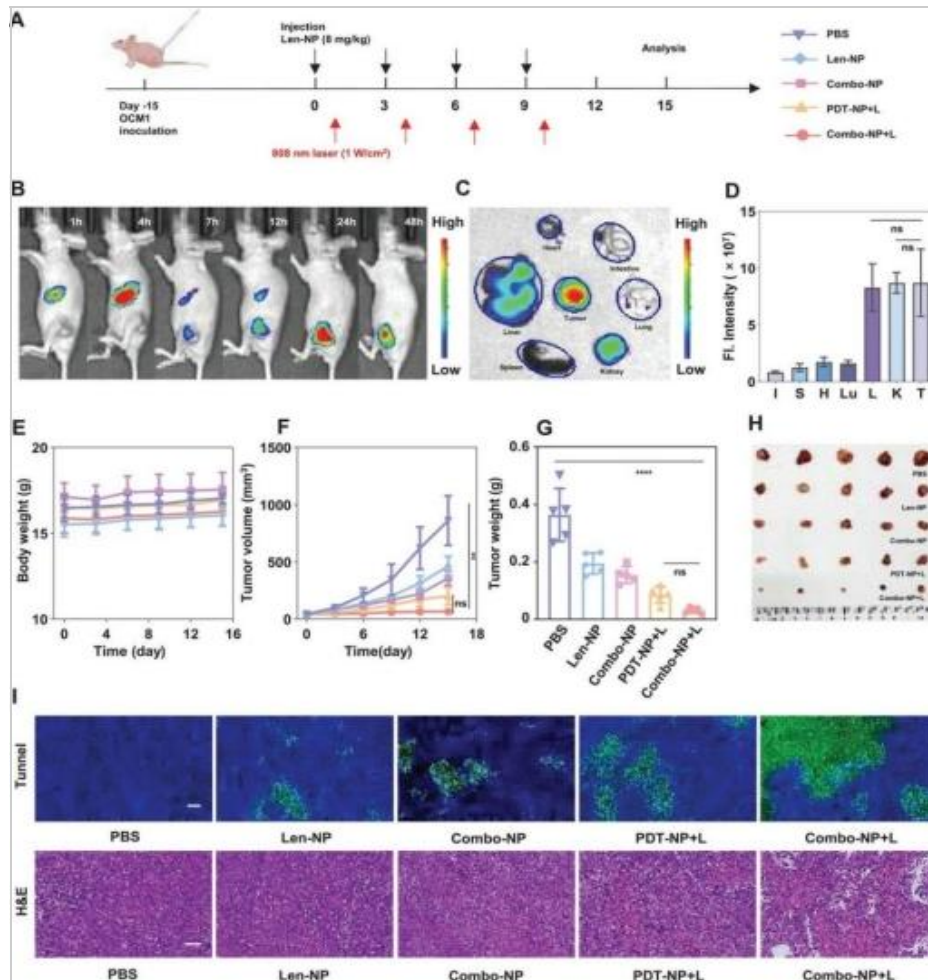 A
Injection
Len-NP (8 mg/kg)
Analysis
0 3 6 9 12 15
Day -15
OCM1
inoculation
808 nm laser (1 W/cm²)
PBS
Len-NP
Combo-NP
PDT-NP+L
Combo-NP+L
B
1h 4h 7h 12h 24h 48h
High
Low
C
Heart
Intestine
Liver
Tumor
Lung
Spleen
Kidney
High
Low
D
Fl. Intensity (× 10⁷)
15
10
5
0
ns
ns
I S H Lu L K T
E
Body weight (g)
20
15
10
0 4 8 12 16
Time (day)
F
Tumor volume (mm³)
1500
1000
500
0
**
ns
0 3 6 9 12 15 18
Time(day)
G
Tumor weight (g)
0.6
0.4
0.2
0
****
ns
PBS
Len-NP
Combo-NP
PDT-NP+L
Combo-NP+L
H
PBS
Len-NP
Combo-NP
PDT-NP+L
Combo-NP+L
I
Tunnel
PBS Len-NP Combo-NP PDT-NP+L Combo-NP+L
H&E
PBS Len-NP Combo-NP PDT-NP+L Combo-NP+L